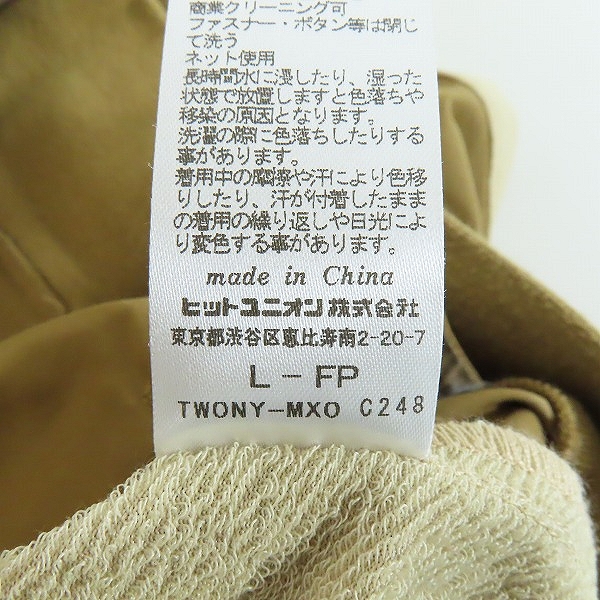 商業クリーニング可
ファスナー・ボタン等は閉じ
て洗う
ネット使用
長時間水に浸したり、湿った
状態で放置しますと色落ちや
移染の原因となります。
洗濯の際に色落ちしたりする
事があります。
着用中の摩擦や汗により色移
りしたり、汗が付着したまま
の着用の繰り返しや日光によ
り変色する事があります。
made in China
ヒットユニオン株式会社
東京都渋谷区恵比寿南2-20-7
L-FP
TWONY-MXO C248